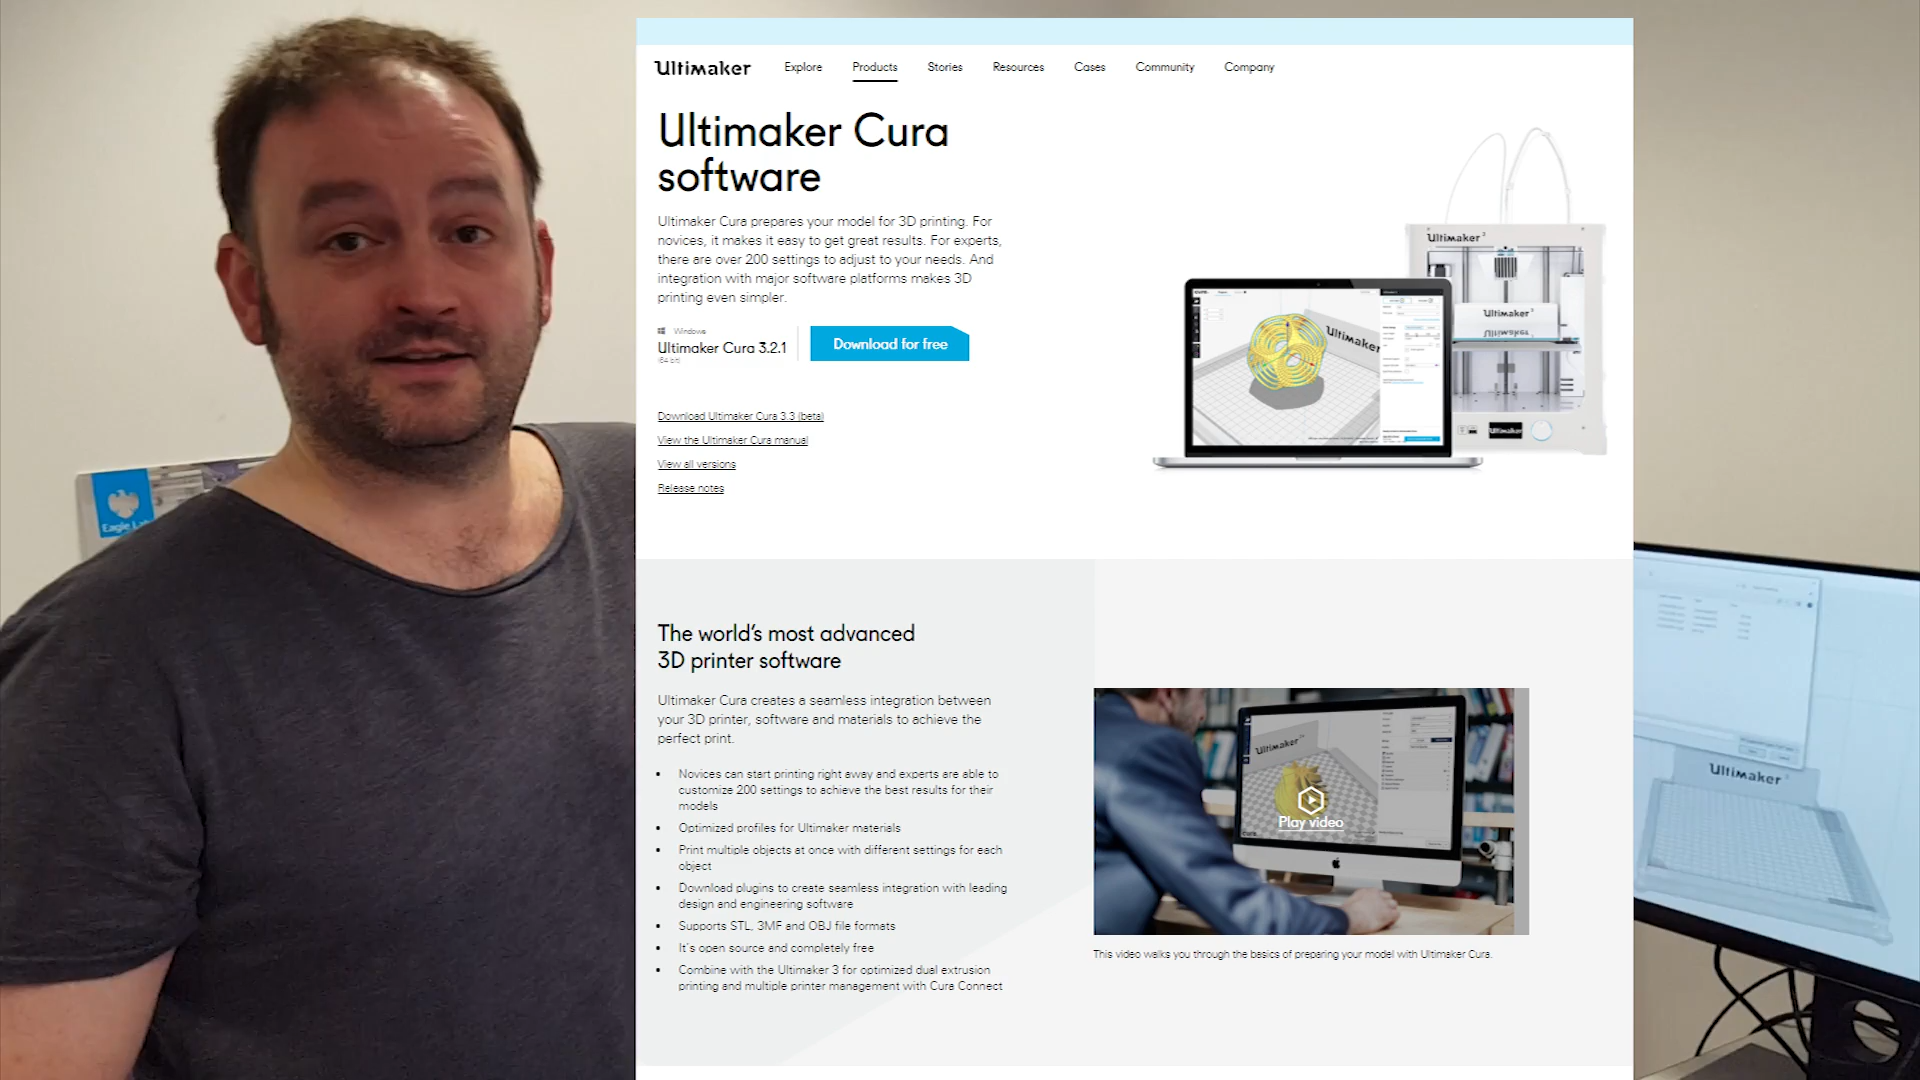 Ultimaker
Explore
Products
Stories
Resources
Cases
Community
Company
Ultimaker Cura
software
Ultimaker Cura prepares your model for 3D printing. For
novices, it makes it easy to get great results. For experts,
there are over 200 settings to adjust to your needs. And
integration with major software platforms makes 3D
printing even simpler.
Windows
Ultimaker Cura 3.2.1
(64 bit)
Download for free
Download Ultimaker Cura 3.3 (beta)
View the Ultimaker Cura manual
View all versions
Release notes
Ultimaker 3
Ultimaker
Ultimaker
Ultimaker
Eagle
The world's most advanced
3D printer software
Ultimaker Cura creates a seamless integration between
your 3D printer, software and materials to achieve the
perfect print.
• Novices can start printing right away and experts are able to
customize 200 settings to achieve the best results for their
models
• Optimized profiles for Ultimaker materials
• Print multiple objects at once with different settings for each
object
• Download plugins to create seamless integration with leading
design and engineering software
• Supports STL, 3MF and OBJ file formats
• It's open source and completely free
• Combine with the Ultimaker 3 for optimized dual extrusion
printing and multiple printer management with Cura Connect
Ultimaker
Play video
cura
This video walks you through the basics of preparing your model with Ultimaker Cura.
Ultimaker